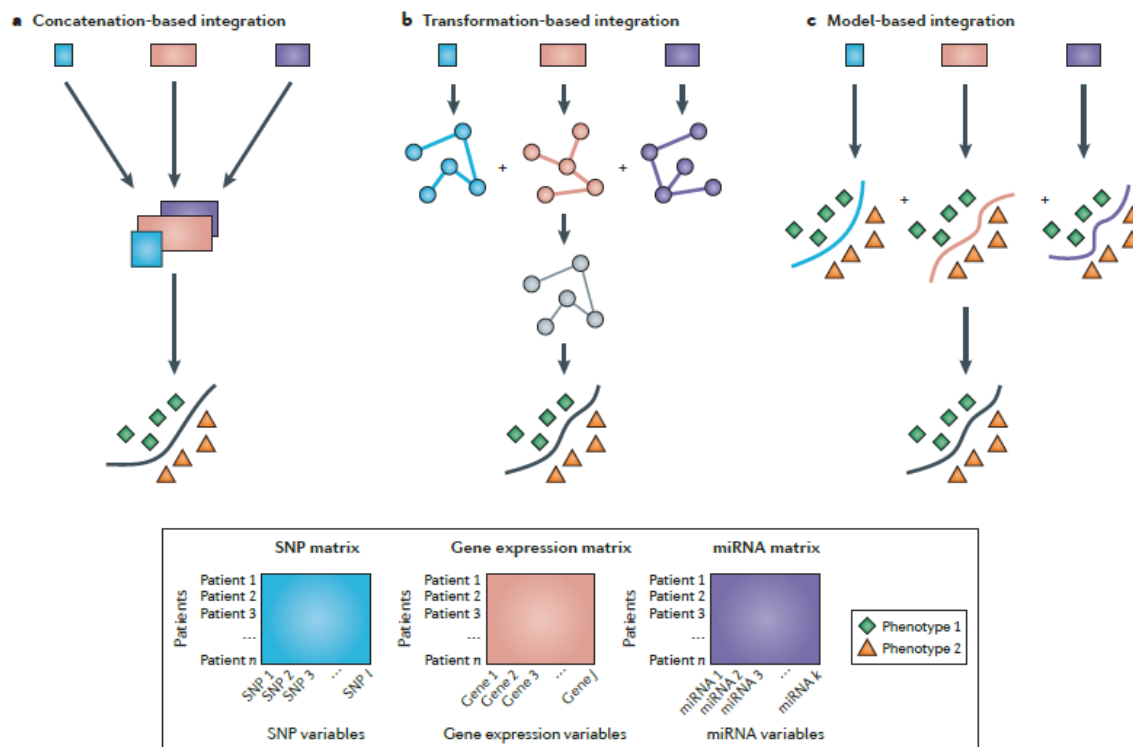 a Concatenation-based integration
b Transformation-based integration
c Model-based integration
+
+
+
+
SNP matrix
Patients
Patient 1
Patient 2
Patient 3
...
Patient n
SNP 1
SNP 2
SNP 3
...
SNP l
SNP variables
Gene expression matrix
Patients
Patient 1
Patient 2
Patient 3
...
Patient n
Gene 1
Gene 2
Gene 3
...
Gene J
Gene expression variables
miRNA matrix
Patients
Patient 1
Patient 2
Patient 3
...
Patient n
miRNA 1
miRNA 2
miRNA 3
...
miRNA k
miRNA variables
Phenotype 1
Phenotype 2